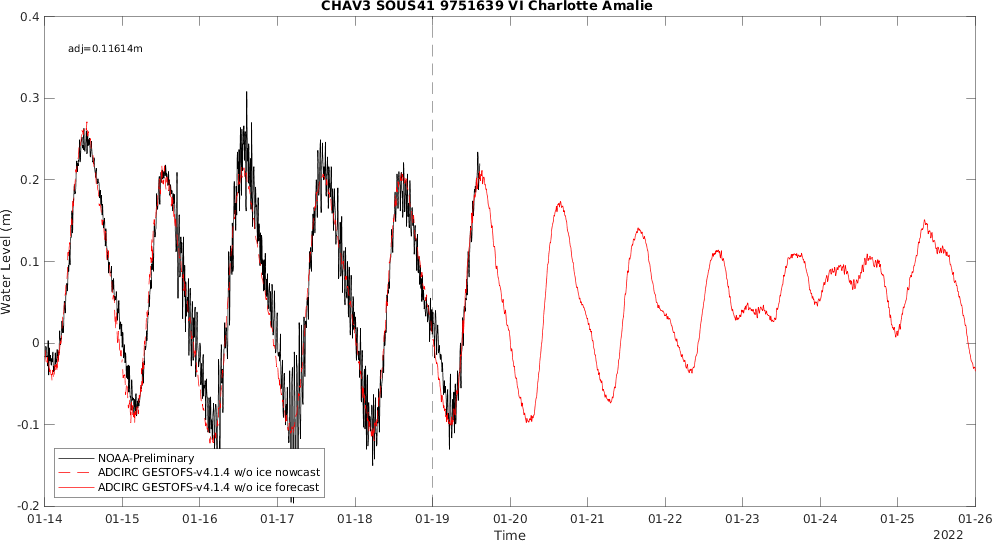 CHAV3 SOUS41 9751639 VI Charlotte Amalie
adj=0.11614m
0.4
0.3
0.2
0.1
0
-0.1
-0.2
Water Level (m)
NOAA-Preliminary
ADCIRC GESTOFS-v4.1.4 w/o ice nowcast
ADCIRC GESTOFS-v4.1.4 w/o ice forecast
01-14 01-15 01-16 01-17 01-18 01-19 01-20 01-21 01-22 01-23 01-24 01-25 01-26
Time
2022